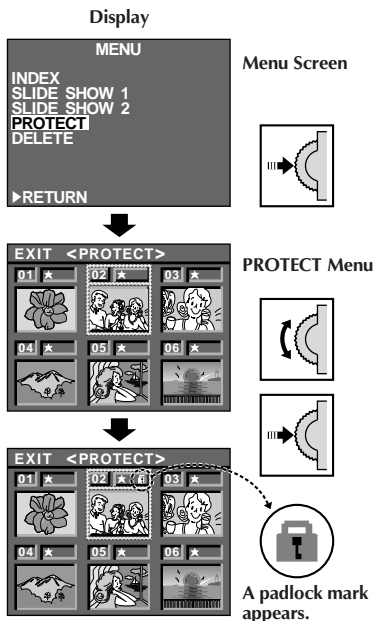 Display
MENU
Menu Screen
INDEX
SLIDE SHOW 1
SLIDE SHOW 2
PROTECT
DELETE
▶RETURN
EXIT <PROTECT>
PROTECT Menu
01 ★ 02 ★ 03 ★
04 ★ 05 ★ 06 ★
EXIT <PROTECT>
01 ★ 02 ★ 03 ★
04 ★ 05 ★ 06 ★
A padlock mark
appears.